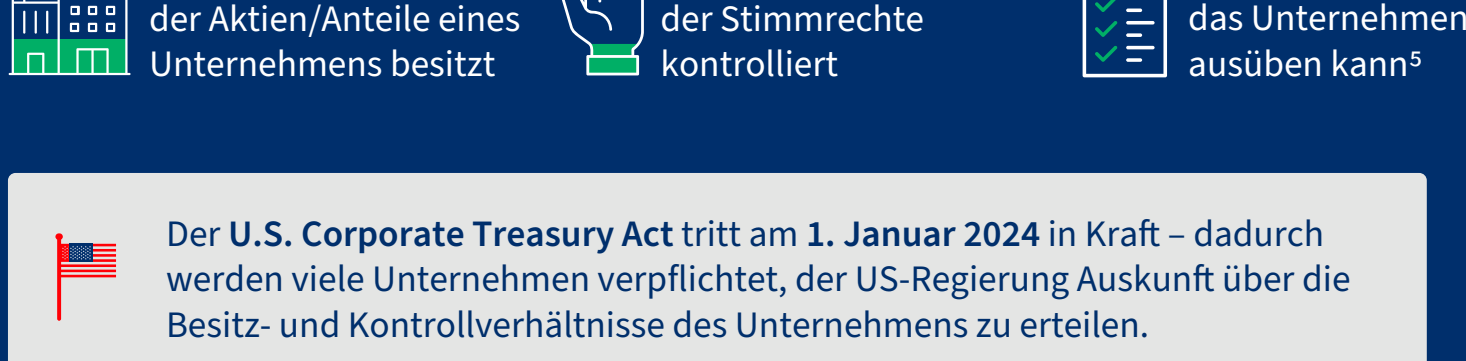 der Aktien/Anteile eines
Unternehmens besitzt
der Stimmrechte
kontrolliert
das Unternehmen
ausüben kann⁵
Der U.S. Corporate Treasury Act tritt am 1. Januar 2024 in Kraft – dadurch
werden viele Unternehmen verpflichtet, der US-Regierung Auskunft über die
Besitz- und Kontrollverhältnisse des Unternehmens zu erteilen.